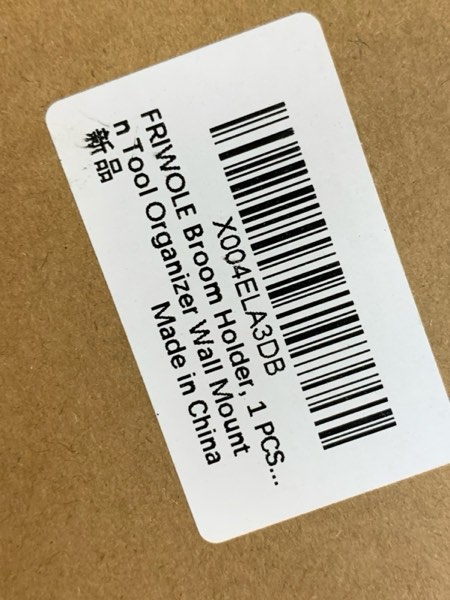 X004ELA3DB
FRIWOLE Broom Holder, 1 PCS...
n Tool Organizer Wall Mount
新品
Made in China